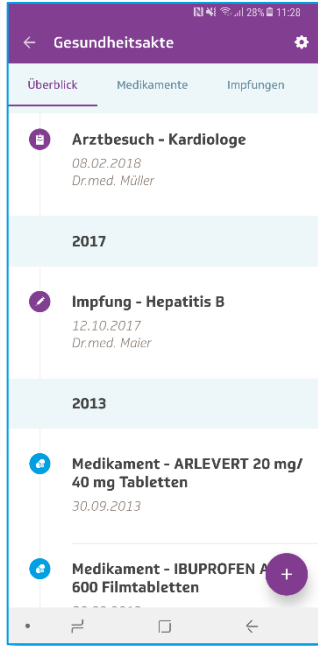 28% 11:28
Gesundheitsakte
Überblick Medikamente Impfungen
Arztbesuch - Kardiologe
08.02.2018
Dr.med. Müller
2017
Impfung - Hepatitis B
12.10.2017
Dr.med. Maier
2013
Medikament - ARLEVERT 20 mg/
40 mg Tabletten
30.09.2013
Medikament - IBUPROFEN A
600 Filmtabletten